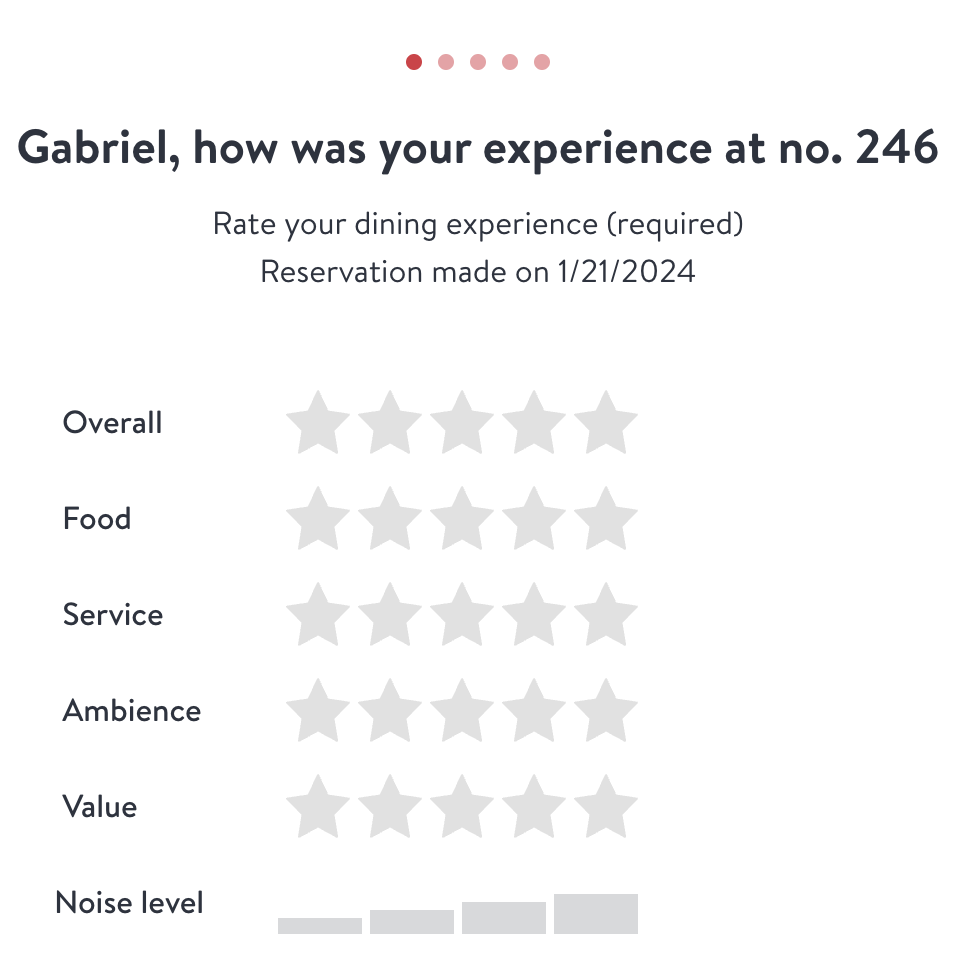 Gabriel, how was your experience at no. 246
Rate your dining experience (required)
Reservation made on 1/21/2024
Overall
Food
Service
Ambience
Value
Noise level